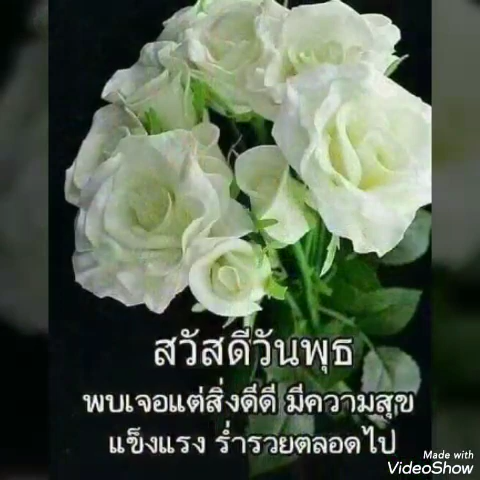 สวัสดีวันพุธ
พบเจอแต่สิ่งดีดี มีความสุข
แข็งแรง ร่ำรวยตลอดไป
Made with
VideoShow